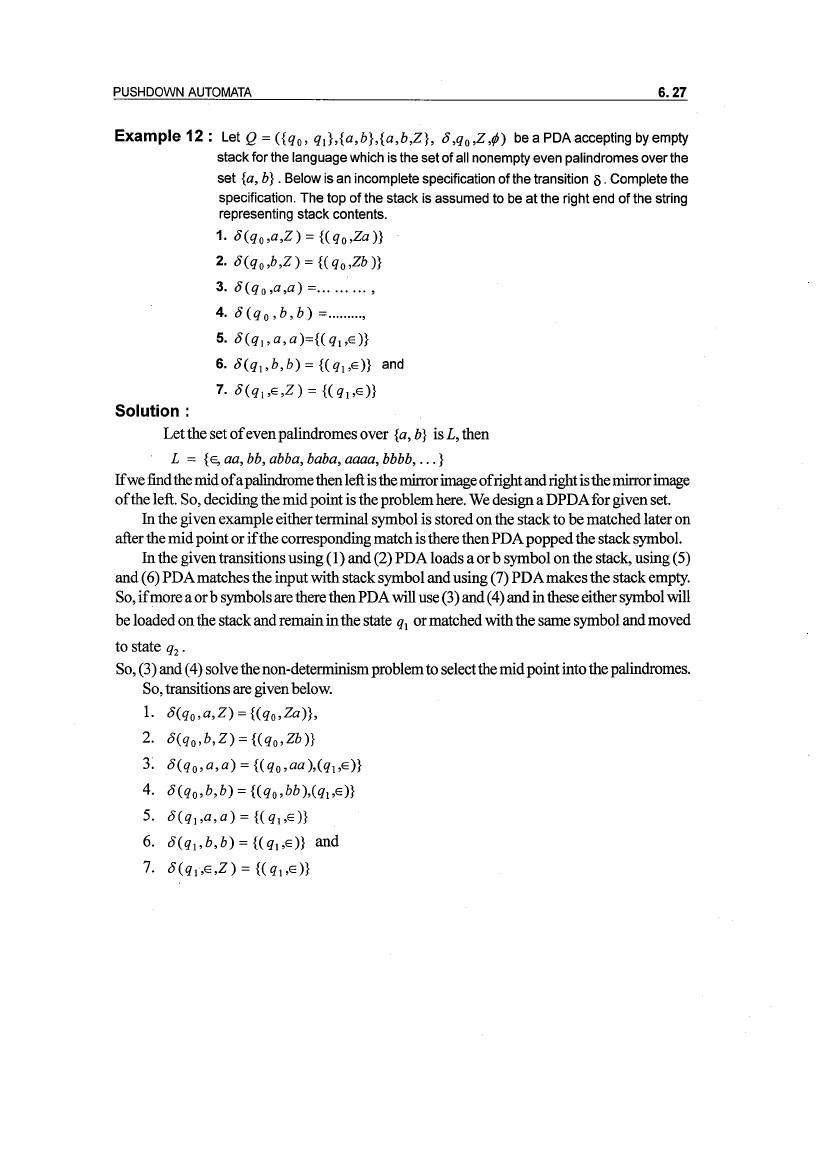 PUSHDOWN AUTOMATA 6.27
Example 12 : Let Q = ({q₀, q₁},{a,b},{a,b,Z}, δ,q₀,Z,ϕ) be a PDA accepting by empty
stack for the language which is the set of all nonempty even palindromes over the
set {a, b} . Below is an incomplete specification of the transition δ . Complete the
specification. The top of the stack is assumed to be at the right end of the string
representing stack contents.
1. δ(q₀,a,Z) = {(q₀,Za)}
2. δ(q₀,b,Z) = {(q₀,Zb)}
3. δ(q₀,a,a) =... ... ... ,
4. δ(q₀,b,b) =.........,
5. δ(q₁,a,a)={(q₁,∈)}
6. δ(q₁,b,b) = {(q₁,∈)} and
7. δ(q₁,∈,Z) = {(q₁,∈)}
Solution :
Let the set of even palindromes over {a, b} is L, then
L = {∈, aa, bb, abba, baba, aaaa, bbbb, . . .}
If we find the mid of a palindrome then left is the mirror image of right and right is the mirror image
of the left. So, deciding the mid point is the problem here. We design a DPDA for given set.
In the given example either terminal symbol is stored on the stack to be matched later on
after the mid point or if the corresponding match is there then PDA popped the stack symbol.
In the given transitions using (1) and (2) PDA loads a or b symbol on the stack, using (5)
and (6) PDA matches the input with stack symbol and using (7) PDA makes the stack empty.
So, if more a or b symbols are there then PDA will use (3) and (4) and in these either symbol will
be loaded on the stack and remain in the state q₁ or matched with the same symbol and moved
to state q₂ .
So, (3) and (4) solve the non-determinism problem to select the mid point into the palindromes.
So, transitions are given below.
1. δ(q₀,a,Z) = {(q₀,Za)},
2. δ(q₀,b,Z) = {(q₀,Zb)}
3. δ(q₀,a,a) = {(q₀,aa),(q₁,∈)}
4. δ(q₀,b,b) = {(q₀,bb),(q₁,∈)}
5. δ(q₁,a,a) = {(q₁,∈)}
6. δ(q₁,b,b) = {(q₁,∈)} and
7. δ(q₁,∈,Z) = {(q₁,∈)}